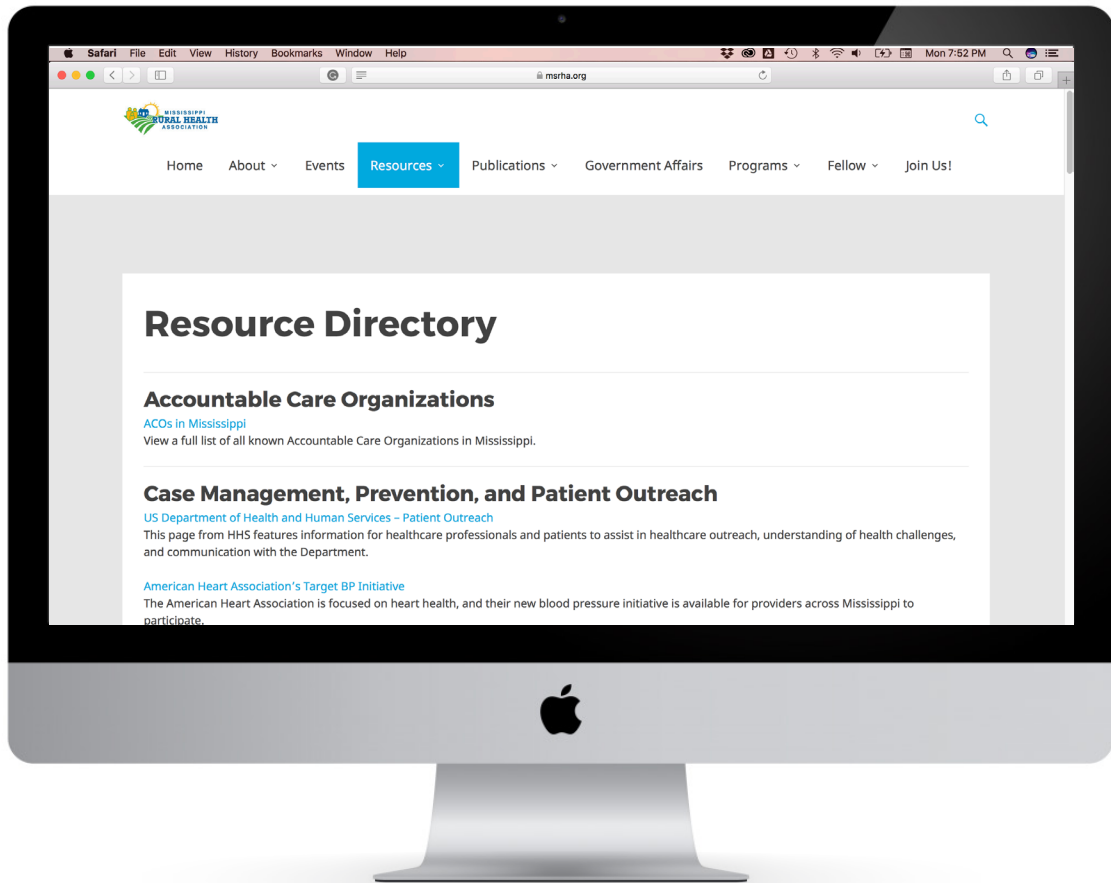 Safari File Edit View History Bookmarks Window Help Mon 7:52 PM
msrha.org
MISSISSIPPI
RURAL HEALTH
ASSOCIATION
Home About Events Resources Publications Government Affairs Programs Fellow Join Us!
Resource Directory
Accountable Care Organizations
ACOs in Mississippi
View a full list of all known Accountable Care Organizations in Mississippi.
Case Management, Prevention, and Patient Outreach
US Department of Health and Human Services – Patient Outreach
This page from HHS features information for healthcare professionals and patients to assist in healthcare outreach, understanding of health challenges,
and communication with the Department.
American Heart Association’s Target BP Initiative
The American Heart Association is focused on heart health, and their new blood pressure initiative is available for providers across Mississippi to
participate.